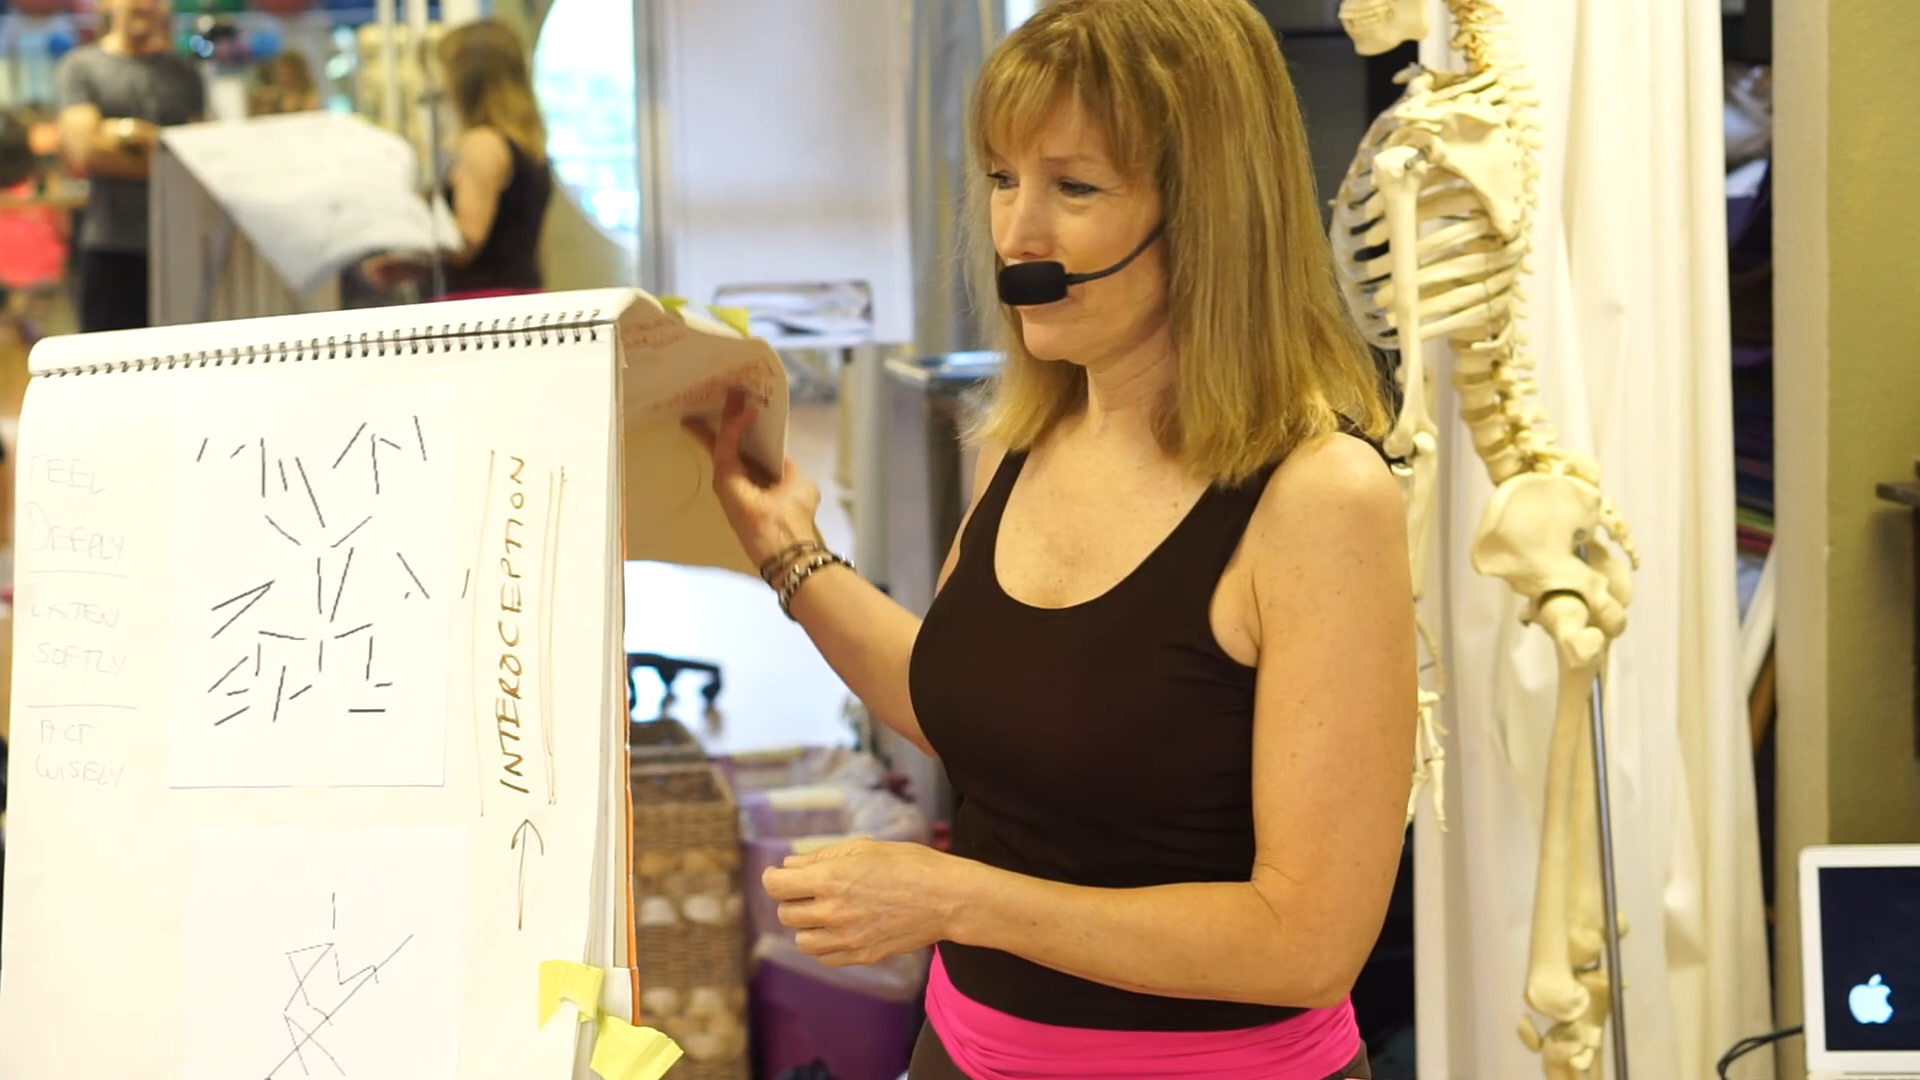 FEEL
DEEPLY
LISTEN
SOFTLY
ACT
WISELY
INTEROCEPTION